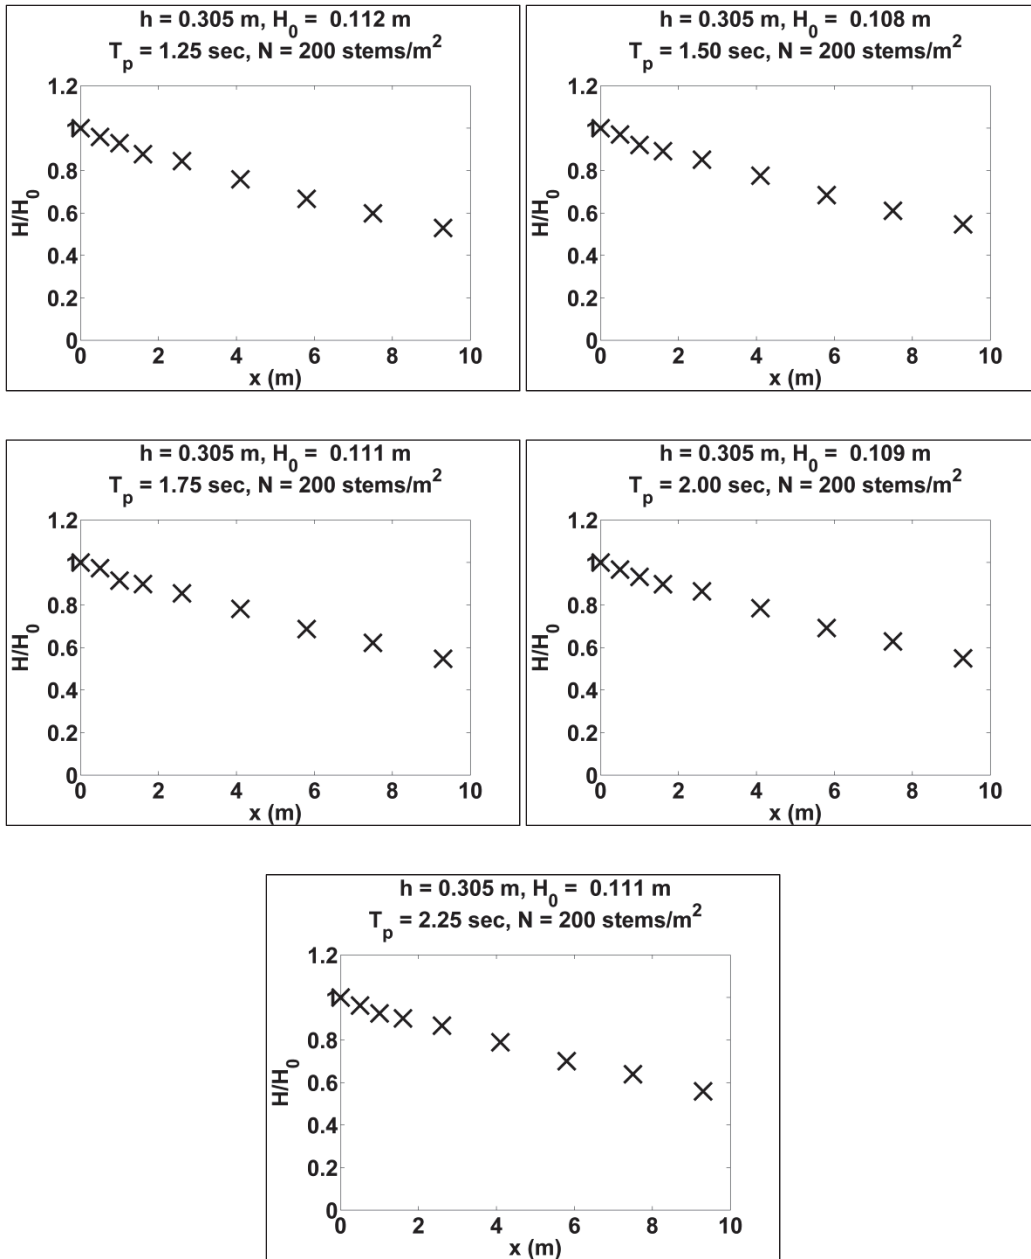 h = 0.305 m, H₀ = 0.112 m
Tₚ = 1.25 sec, N = 200 stems/m²
1.2
1
0.8
0.6
0.4
0.2
0
H/H₀
0 2 4 6 8 10
x (m)
h = 0.305 m, H₀ = 0.108 m
Tₚ = 1.50 sec, N = 200 stems/m²
1.2
1
0.8
0.6
0.4
0.2
0
H/H₀
0 2 4 6 8 10
x (m)
h = 0.305 m, H₀ = 0.111 m
Tₚ = 1.75 sec, N = 200 stems/m²
1.2
1
0.8
0.6
0.4
0.2
0
H/H₀
0 2 4 6 8 10
x (m)
h = 0.305 m, H₀ = 0.109 m
Tₚ = 2.00 sec, N = 200 stems/m²
1.2
1
0.8
0.6
0.4
0.2
0
H/H₀
0 2 4 6 8 10
x (m)
h = 0.305 m, H₀ = 0.111 m
Tₚ = 2.25 sec, N = 200 stems/m²
1.2
1
0.8
0.6
0.4
0.2
0
H/H₀
0 2 4 6 8 10
x (m)